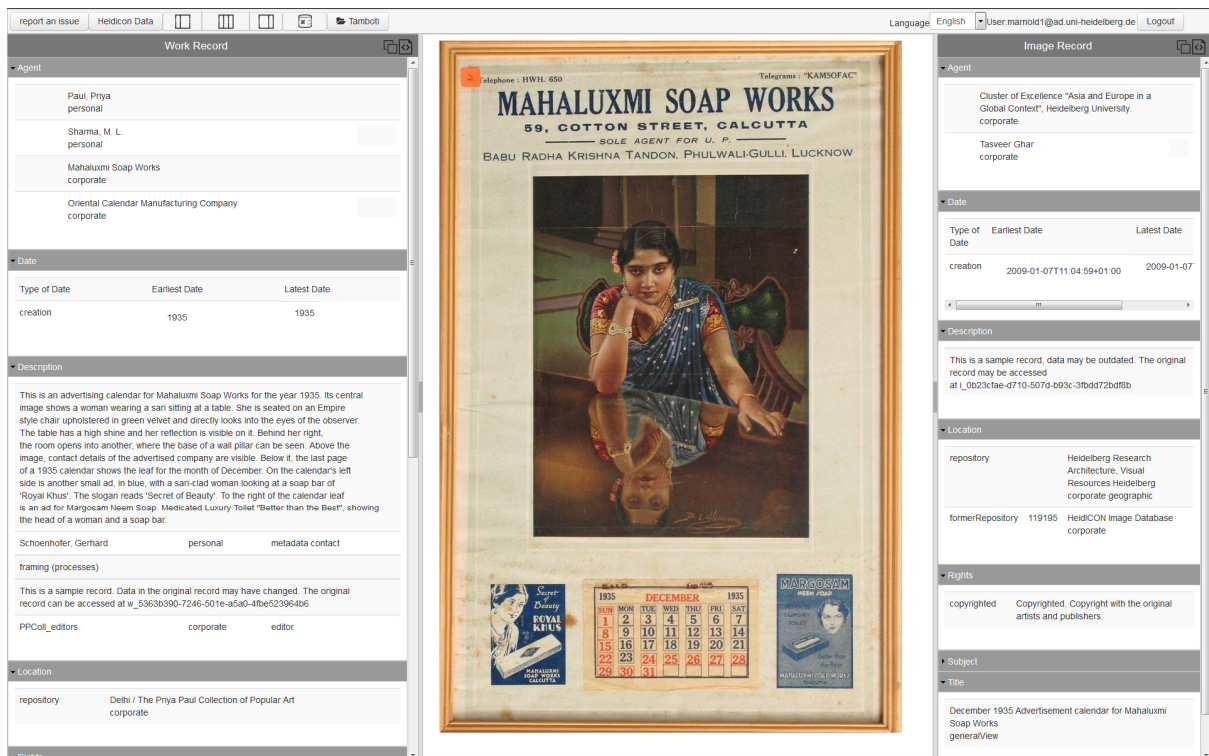 report an issue Heidicon Data Tamboti Language English User:marnold1@ad.uni-heidelberg.de Logout
Work Record
Agent
Paul, Priya
personal
Sharma, M. L.
personal
Mahaluxmi Soap Works
corporate
Oriental Calendar Manufacturing Company
corporate
Date
Type of Date Earliest Date Latest Date
creation 1935 1935
Description
This is an advertising calendar for Mahaluxmi Soap Works for the year 1935. Its central
image shows a woman wearing a sari sitting at a table. She is seated on an Empire
style chair upholstered in green velvet and directly looks into the eyes of the observer.
The table has a high shine and her reflection is visible on it. Behind her right,
the room opens into another, where the base of a wall pillar can be seen. Above the
image, contact details of the advertised company are visible. Below it, the last page
of a 1935 calendar shows the leaf for the month of December. On the calendar's left
side is another small ad, in blue, with a sari-clad woman looking at a soap bar of
'Royal Khus'. The slogan reads 'Secret of Beauty'. To the right of the calendar leaf
is an ad for Margosam Neem Soap. Medicated Luxury Toilet "Better than the Best", showing
the head of a woman and a soap bar.
Schoenhofer, Gerhard personal metadata contact
framing (processes)
This is a sample record. Data in the original record may have changed. The original
record can be accessed at w_5363b390-7246-501e-a5a0-4fbe523964b6
PPColl_editors corporate editor
Location
repository Delhi / The Priya Paul Collection of Popular Art
corporate
Rights
Telephone : HWH. 650 Telegrams : "KAMSOFAC"
MAHALUXMI SOAP WORKS
59, COTTON STREET, CALCUTTA
SOLE AGENT FOR U. P.
BABU RADHA KRISHNA TANDON, PHULWALI-GULLI, LUCKNOW
Secret
of
Beauty
ROYAL
KHUS
MAHALUXMI
SOAP WORKS
CALCUTTA
1935 DECEMBER 1935
SUN MON TUE WED THU FRI SAT
1 2 3 4 5 6 7
8 9 10 11 12 13 14
15 16 17 18 19 20 21
22 23 24 25 26 27 28
29 30 31
MARGOSAM
NEEM SOAP
LUXURY
TOILET
Better than
the Best
MAHALUXMI SOAP WORKS
CALCUTTA
Image Record
Agent
Cluster of Excellence "Asia and Europe in a
Global Context", Heidelberg University.
corporate
Tasveer Ghar
corporate
Date
Type of Date Earliest Date Latest Date
creation 2009-01-07T11:04:59+01:00 2009-01-07
Description
This is a sample record, data may be outdated. The original
record may be accessed
at i_0b23cfae-d710-507d-b93c-3fbdd72bdf8b
Location
repository Heidelberg Research
Architecture, Visual
Resources Heidelberg
corporate geographic
formerRepository 119195 HeidICON Image Database
corporate
Rights
copyrighted Copyrighted. Copyright with the original
artists and publishers.
Subject
Title
December 1935 Advertisement calendar for Mahaluxmi
Soap Works
generalView